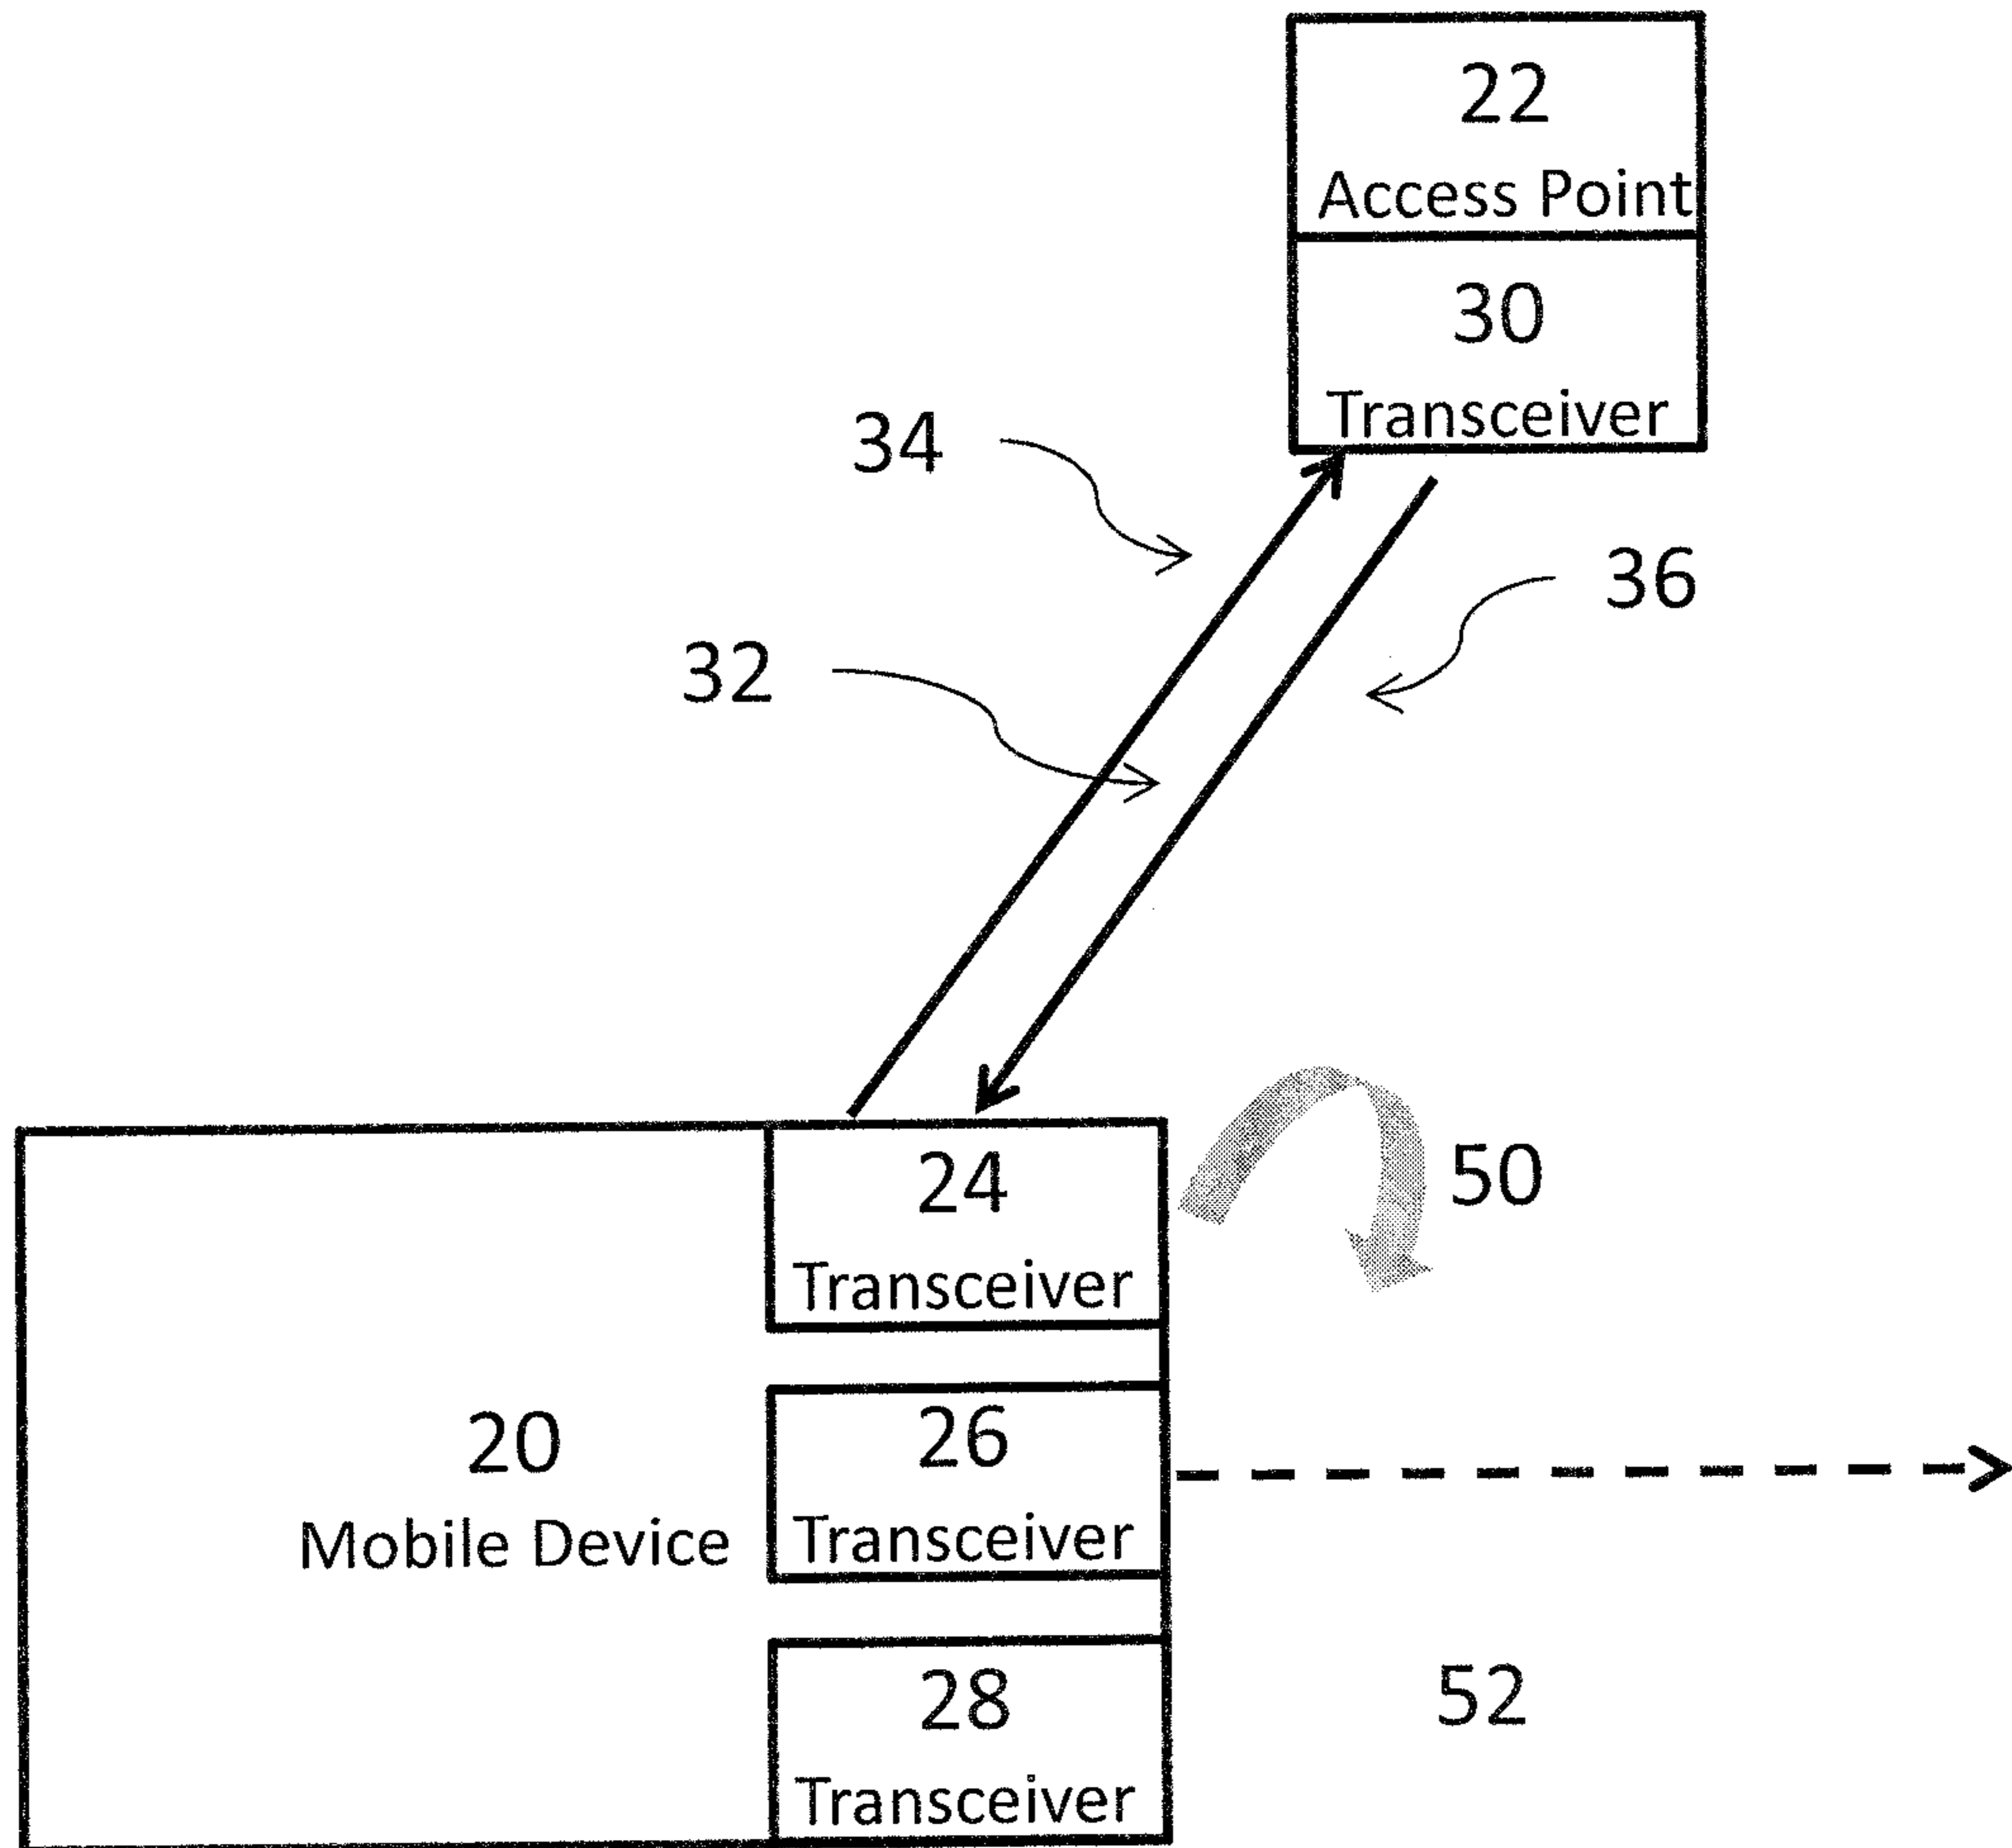 22
Access Point
30
Transceiver
34
36
32
24
Transceiver
50
20
Mobile Device
26
Transceiver
28
Transceiver
52